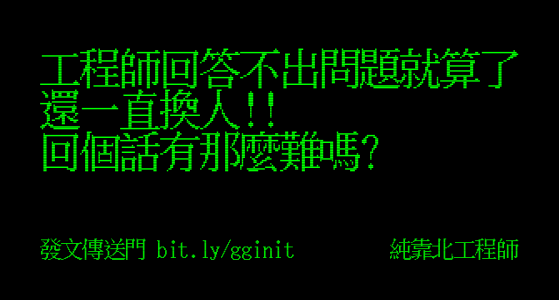 工程師回答不出問題就算了
還一直換人!!
回個話有那麼難嗎?
發文傳送門 bit.ly/gginit
純靠北工程師